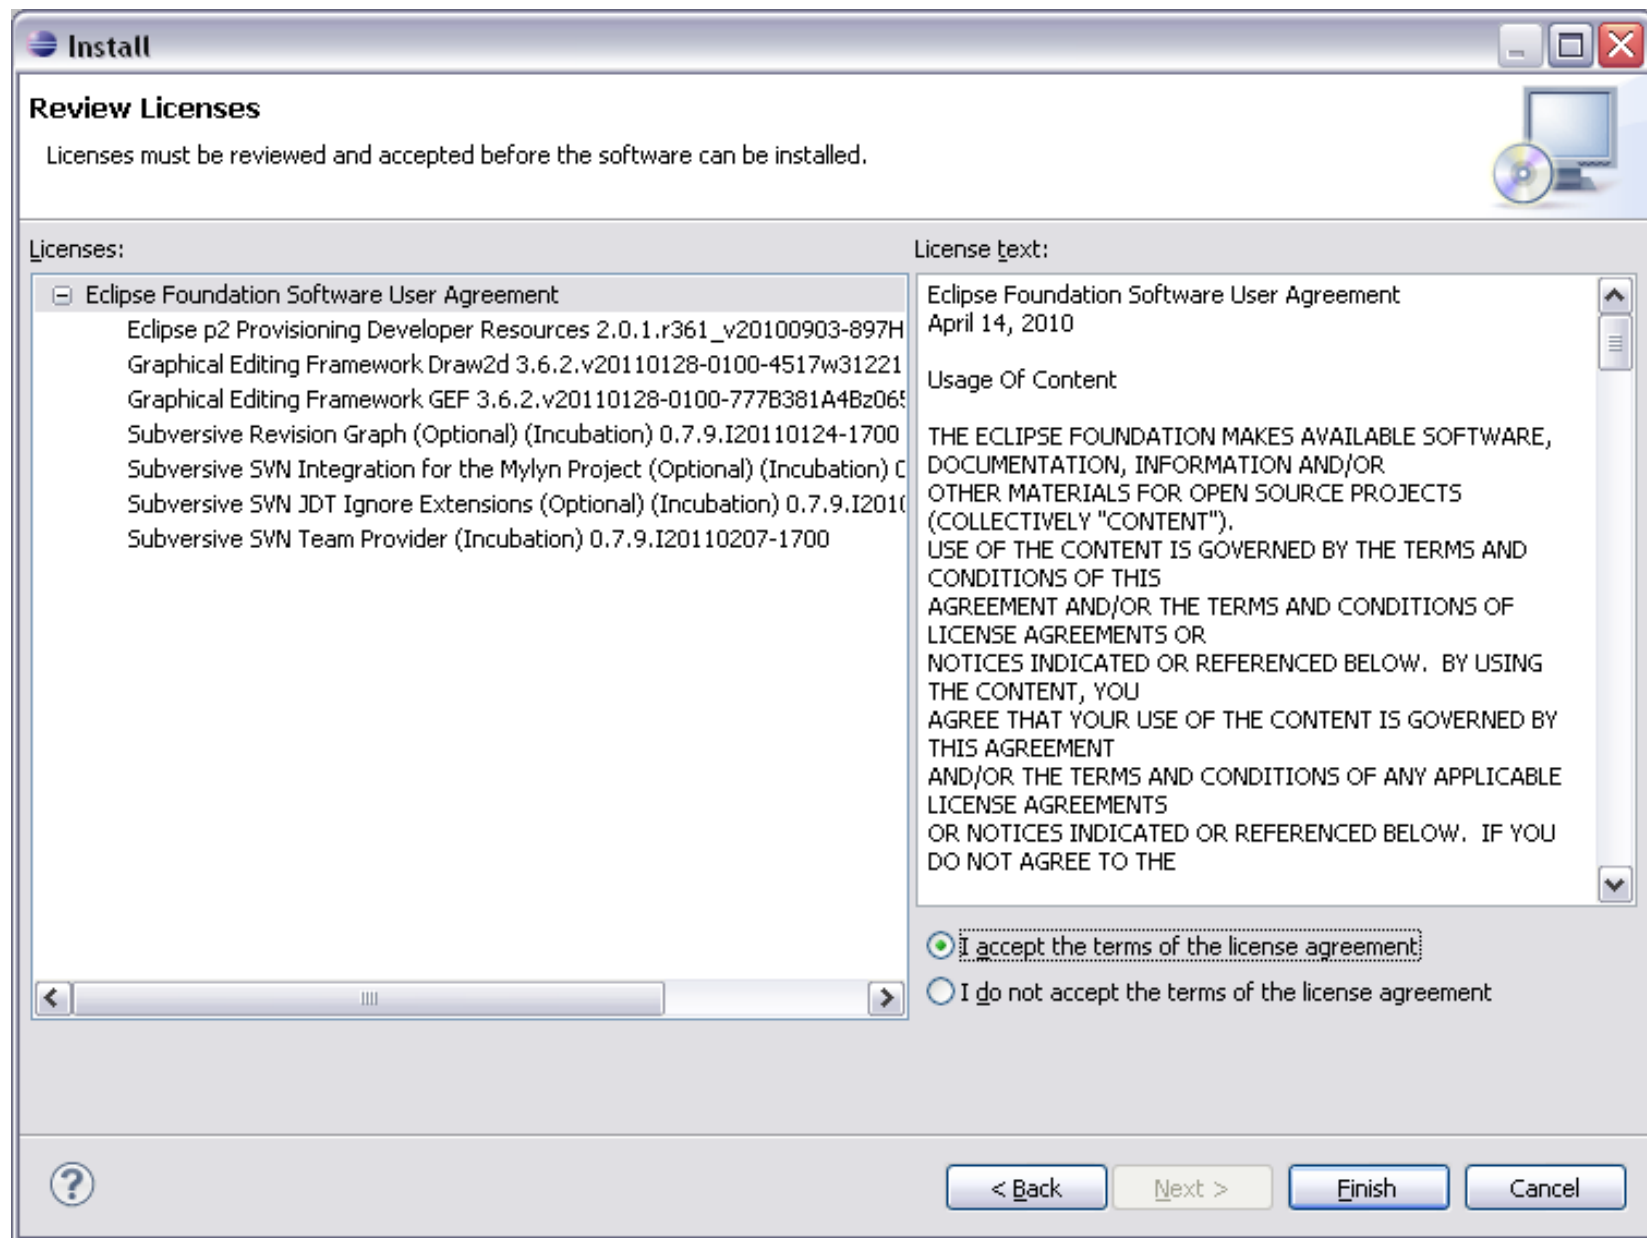 Install
Review Licenses
Licenses must be reviewed and accepted before the software can be installed.
Licenses:
Eclipse Foundation Software User Agreement
Eclipse p2 Provisioning Developer Resources 2.0.1.r361_v20100903-897H
Graphical Editing Framework Draw2d 3.6.2.v20110128-0100-4517w31221
Graphical Editing Framework GEF 3.6.2.v20110128-0100-777B381A4Bz065
Subversive Revision Graph (Optional) (Incubation) 0.7.9.I20110124-1700
Subversive SVN Integration for the Mylyn Project (Optional) (Incubation)
Subversive SVN JDT Ignore Extensions (Optional) (Incubation) 0.7.9.I201
Subversive SVN Team Provider (Incubation) 0.7.9.I20110207-1700
License text:
Eclipse Foundation Software User Agreement
April 14, 2010
Usage Of Content
THE ECLIPSE FOUNDATION MAKES AVAILABLE SOFTWARE,
DOCUMENTATION, INFORMATION AND/OR
OTHER MATERIALS FOR OPEN SOURCE PROJECTS
(COLLECTIVELY "CONTENT").
USE OF THE CONTENT IS GOVERNED BY THE TERMS AND
CONDITIONS OF THIS
AGREEMENT AND/OR THE TERMS AND CONDITIONS OF
LICENSE AGREEMENTS OR
NOTICES INDICATED OR REFERENCED BELOW.  BY USING
THE CONTENT, YOU
AGREE THAT YOUR USE OF THE CONTENT IS GOVERNED BY
THIS AGREEMENT
AND/OR THE TERMS AND CONDITIONS OF ANY APPLICABLE
LICENSE AGREEMENTS
OR NOTICES INDICATED OR REFERENCED BELOW.  IF YOU
DO NOT AGREE TO THE
I accept the terms of the license agreement
I do not accept the terms of the license agreement
?
< Back
Next >
Finish
Cancel